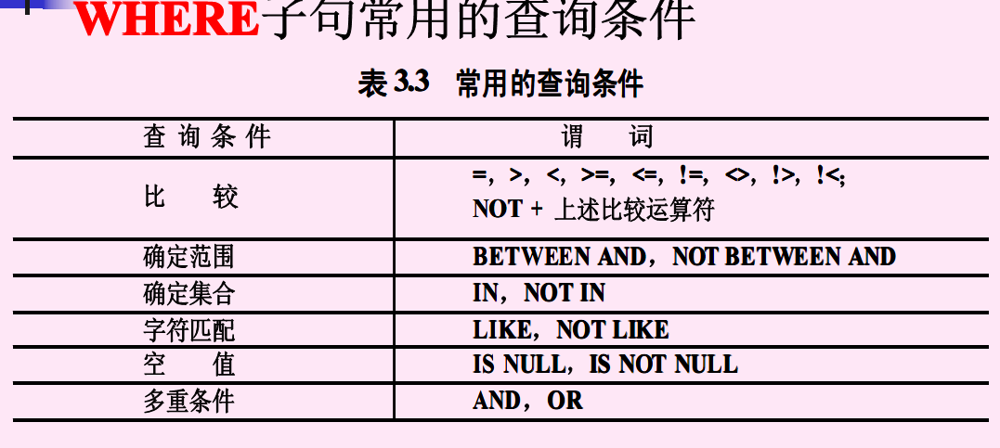 WHERE子句常用的查询条件
表 3.3 常用的查询条件
查 询 条 件 谓 词
比 较 =，>，<，>=，<=，!=，<>，!>，!<;
NOT + 上述比较运算符
确定范围 BETWEEN AND，NOT BETWEEN AND
确定集合 IN，NOT IN
字符匹配 LIKE，NOT LIKE
空 值 IS NULL，IS NOT NULL
多重条件 AND，OR